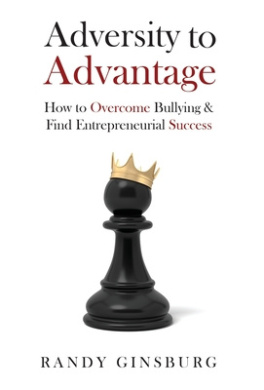 Adversity to
Advantage
How to Overcome Bullying &
Find Entrepreneurial Success
RANDY GINSBURG